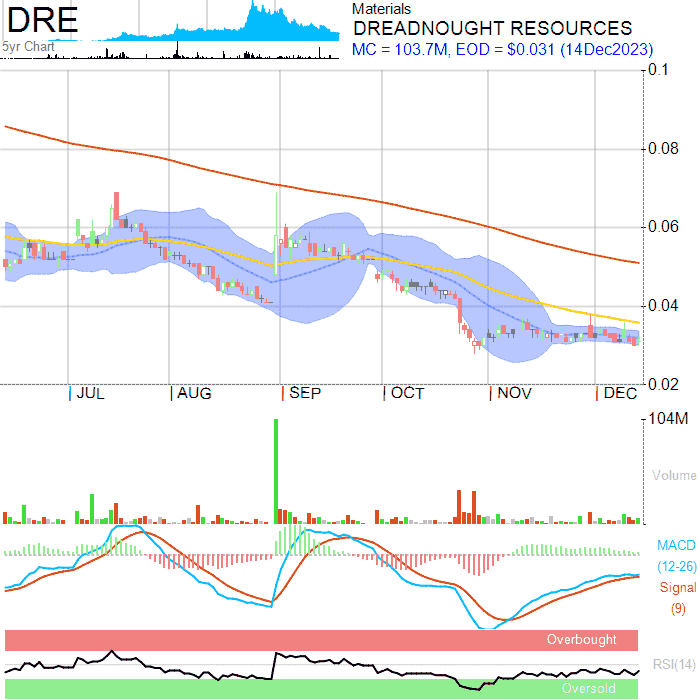 DRE
5yr Chart
Materials
DREADNOUGHT RESOURCES
MC = 103.7M, EOD = $0.031 (14Dec2023)
0.1
0.08
0.06
0.04
0.02
JUL AUG SEP OCT NOV DEC
104M
Volume
MACD
(12-26)
Signal
(9)
Overbought
RSI(14)
Oversold